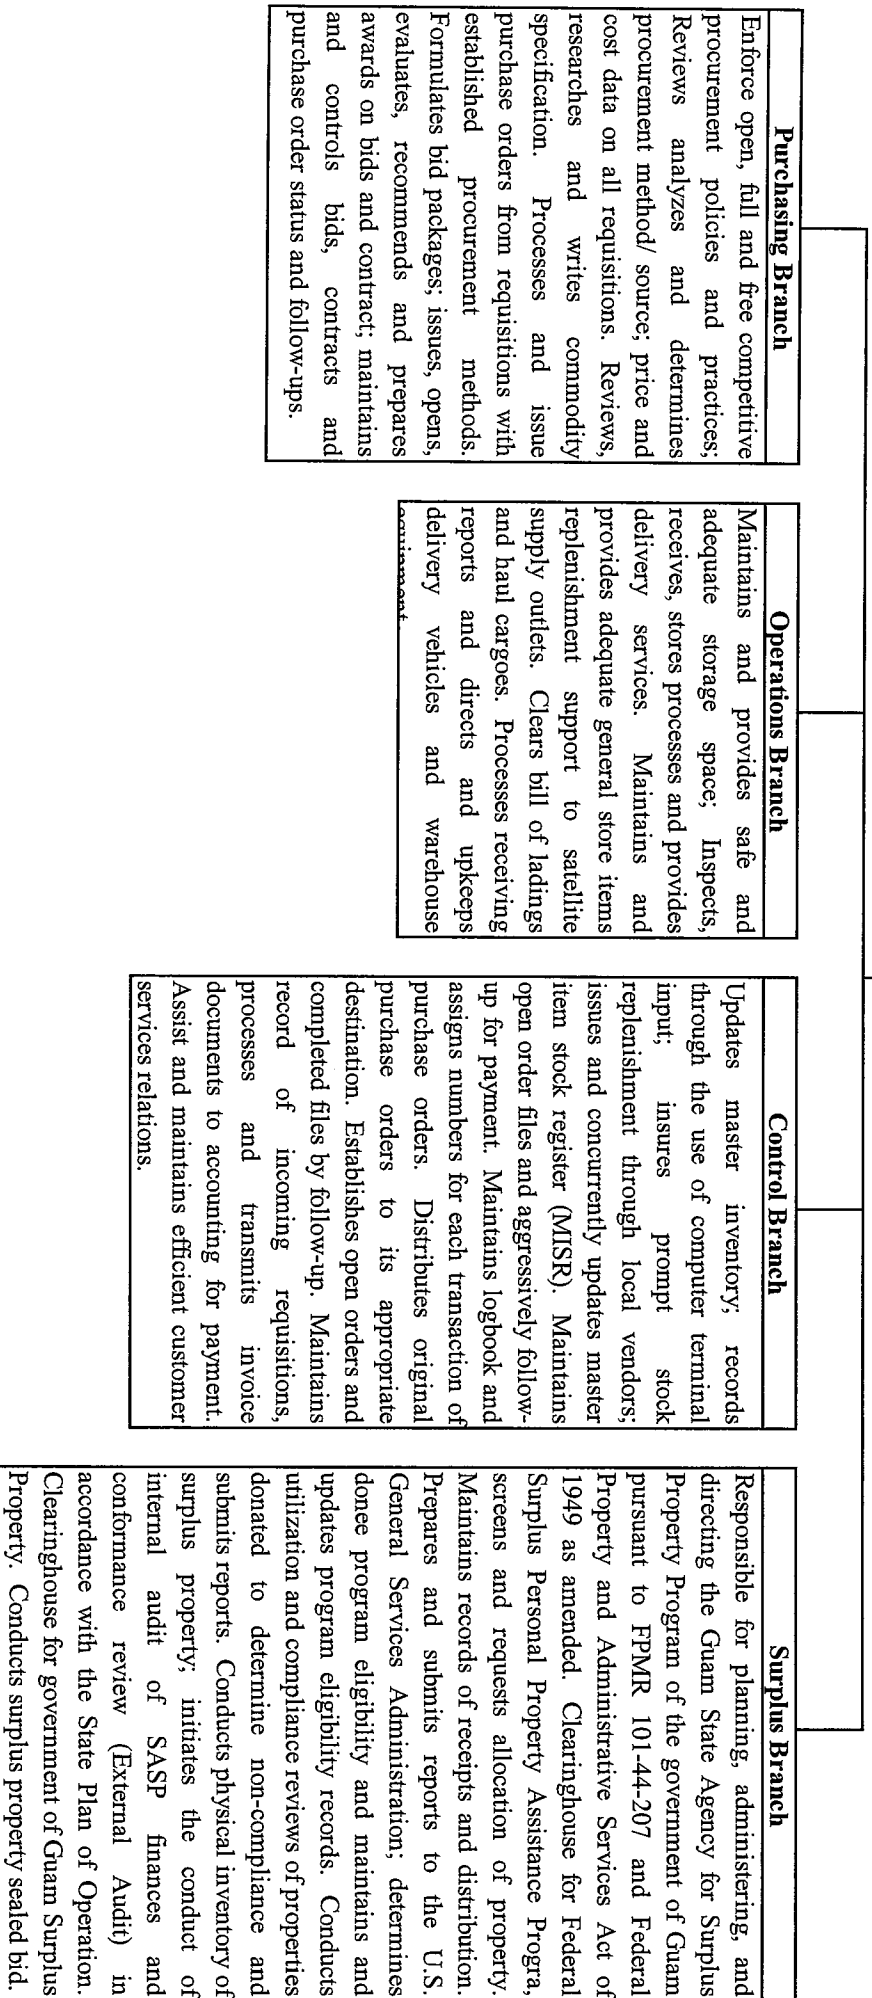 Purchasing Branch
Enforce open, full and free competitive
procurement policies and practices;
Reviews analyzes and determines
procurement method/ source; price and
cost data on all requisitions. Reviews,
researches and writes commodity
specification. Processes and issue
purchase orders from requisitions with
established procurement methods.
Formulates bid packages; issues, opens,
evaluates, recommends and prepares
awards on bids and contract; maintains
and controls bids, contracts and
purchase order status and follow-ups.
Operations Branch
Maintains and provides safe and
adequate storage space; Inspects,
receives, stores processes and provides
delivery services. Maintains and
provides adequate general store items
replenishment support to satellite
supply outlets. Clears bill of ladings
and haul cargoes. Processes receiving
reports and directs and upkeeps
delivery vehicles and warehouse
equipment.
Control Branch
Updates master inventory; records
through the use of computer terminal
input; insures prompt stock
replenishment through local vendors;
issues and concurrently updates master
item stock register (MISR). Maintains
open order files and aggressively follow-
up for payment. Maintains logbook and
assigns numbers for each transaction of
purchase orders. Distributes original
purchase orders to its appropriate
destination. Establishes open orders and
completed files by follow-up. Maintains
record of incoming requisitions,
processes and transmits invoice
documents to accounting for payment.
Assist and maintains efficient customer
services relations.
Surplus Branch
Responsible for planning, administering, and
directing the Guam State Agency for Surplus
Property Program of the government of Guam
pursuant to FPMR 101-44-207 and Federal
Property and Administrative Services Act of
1949 as amended. Clearinghouse for Federal
Surplus Personal Property Assistance Progra,
screens and requests allocation of property.
Maintains records of receipts and distribution.
Prepares and submits reports to the U.S.
General Services Administration; determines
donee program eligibility and maintains and
updates program eligibility records. Conducts
utilization and compliance reviews of properties
donated to determine non-compliance and
submits reports. Conducts physical inventory of
surplus property; initiates the conduct of
internal audit of SASP finances and
conformance review (External Audit) in
accordance with the State Plan of Operation.
Clearinghouse for government of Guam Surplus
Property. Conducts surplus property sealed bid.